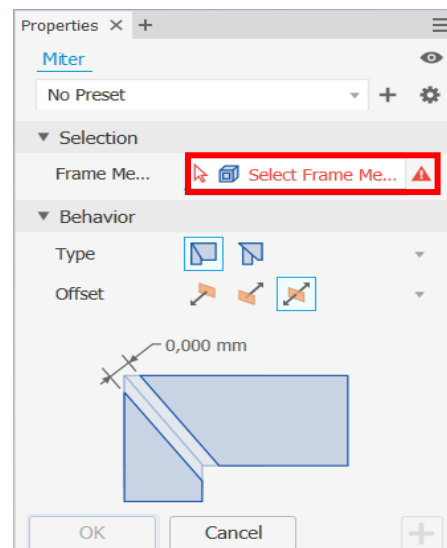 Properties × +
Miter
No Preset
Selection
Frame Me...
Select Frame Me...
Behavior
Type
Offset
0,000 mm
OK
Cancel